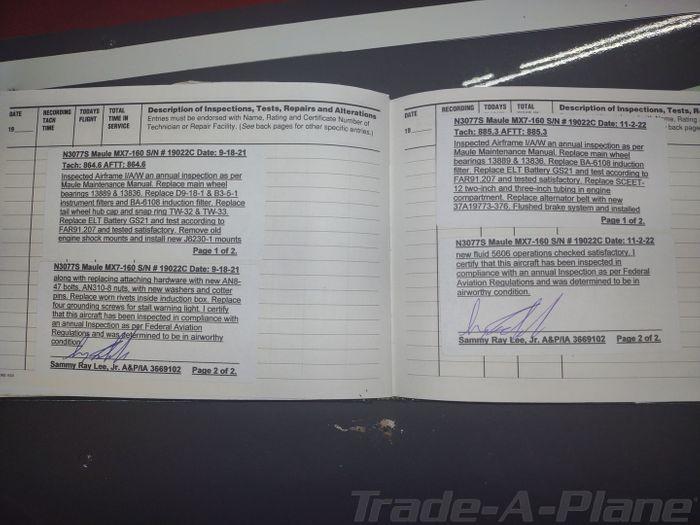 DATE
19
RECORDING TACH TIME
TODAYS FLIGHT
TOTAL TIME IN SERVICE
Description of Inspections, Tests, Repairs and Alterations
Entries must be endorsed with Name, Rating and Certificate Number of
Technician or Repair Facility. (See back pages for other specific entries.)
N3077S Maule MX7-160 S/N # 19022C Date: 9-18-21
Tach: 864.6 AFTT: 864.6
Inspected Airframe I/A/W an annual inspection as per
Maule Maintenance Manual. Replace main wheel
bearings 13889 & 13836. Replace D9-18-1 & B3-5-1
instrument filters and BA-6108 induction filter. Replace
tail wheel hub cap and snap ring TW-32 & TW-33.
Replace ELT Battery GS21 and test according to
FAR91.207 and tested satisfactory. Remove old
engine shock mounts and install new J6230-1 mounts
Page 1 of 2.
N3077S Maule MX7-160 S/N # 19022C Date: 9-18-21
along with replacing attaching hardware with new AN8-
47 bolts, AN310-8 nuts, with new washers and cotter
pins. Replace worn rivets inside induction box. Replace
four grounding screws for stall warning light. I certify
that this aircraft has been inspected in compliance with
an annual Inspection as per Federal Aviation
Regulations and was determined to be in airworthy
condition.
Sammy Ray Lee, Jr. A&P/IA 3669102 Page 2 of 2.
DATE
19
RECORDING
TODAYS
TOTAL
Description of Inspections, Tes
Entries must be endorsed with Name, Rating
N3077S Maule MX7-160 S/N # 19022C Date: 11-2-22
Tach: 885.3 AFTT: 885.3
Inspected Airframe I/A/W an annual inspection as per
Maule Maintenance Manual. Replace main wheel
bearings 13889 & 13836. Replace BA-6108 induction
filter. Replace ELT Battery GS21 and test according to
FAR91.207 and tested satisfactory. Replace SCEET-
12 two-inch and three-inch tubing in engine
compartment. Replace alternator belt with new
37A19773-376. Flushed brake system and installed
Page 1 of 2.
N3077S Maule MX7-160 S/N # 19022C Date: 11-2-22
new fluid 5606 operations checked satisfactory. I
certify that this aircraft has been inspected in
compliance with an annual Inspection as per Federal
Aviation Regulations and was determined to be in
airworthy condition.
Sammy Ray Lee, Jr. A&P/IA 3669102 Page 2 of 2.
Trade-A-Plane